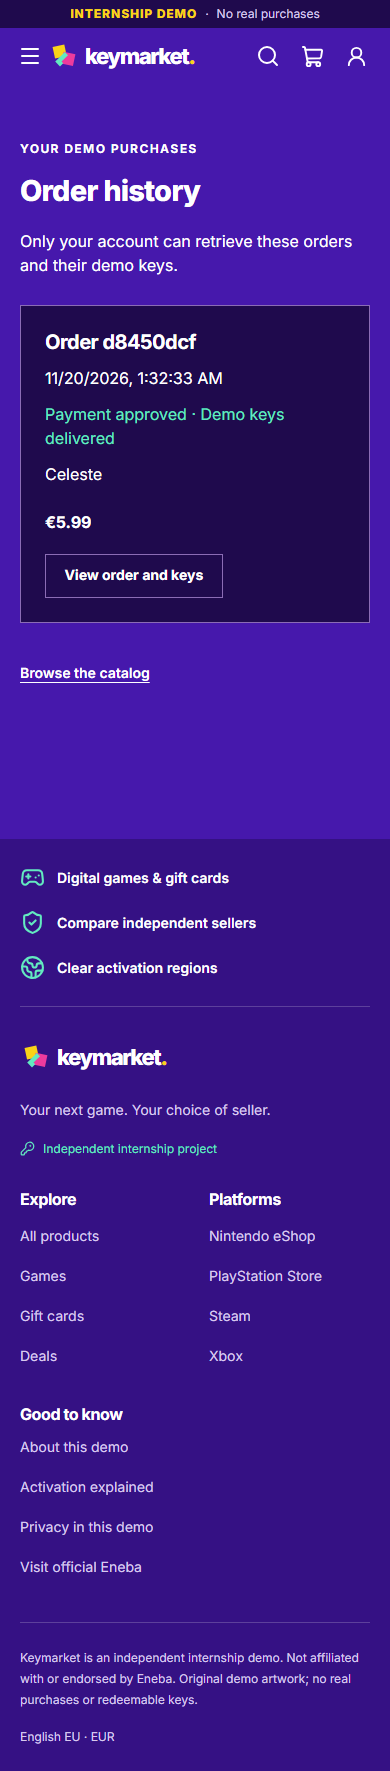 INTERNSHIP DEMO · No real purchases
keymarket.
YOUR DEMO PURCHASES
Order history
Only your account can retrieve these orders
and their demo keys.
Order d8450dcf
11/20/2026, 1:32:33 AM
Payment approved · Demo keys
delivered
Celeste
€5.99
View order and keys
Browse the catalog
Digital games & gift cards
Compare independent sellers
Clear activation regions
keymarket.
Your next game. Your choice of seller.
Independent internship project
Explore
All products
Games
Gift cards
Deals
Platforms
Nintendo eShop
PlayStation Store
Steam
Xbox
Good to know
About this demo
Activation explained
Privacy in this demo
Visit official Eneba
Keymarket is an independent internship demo. Not affiliated
with or endorsed by Eneba. Original demo artwork; no real
purchases or redeemable keys.
English EU · EUR